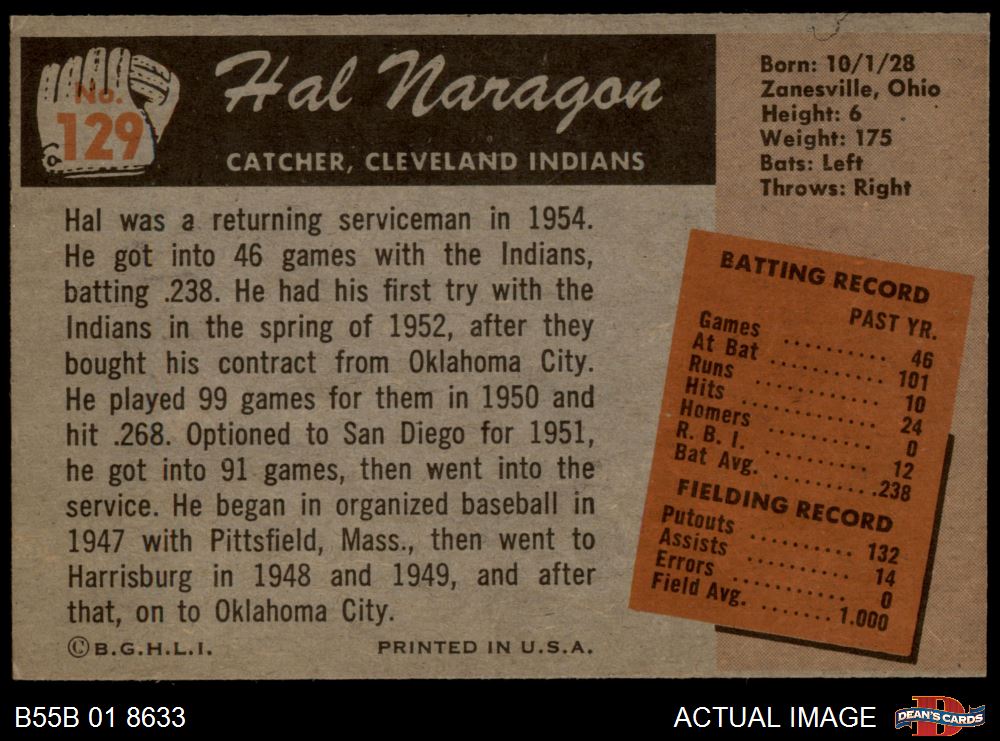 No.
129
Hal Naragon
CATCHER, CLEVELAND INDIANS
Born: 10/1/28
Zanesville, Ohio
Height: 6
Weight: 175
Bats: Left
Throws: Right
Hal was a returning serviceman in 1954.
He got into 46 games with the Indians,
batting .238. He had his first try with the
Indians in the spring of 1952, after they
bought his contract from Oklahoma City.
He played 99 games for them in 1950 and
hit .268. Optioned to San Diego for 1951,
he got into 91 games, then went into the
service. He began in organized baseball in
1947 with Pittsfield, Mass., then went to
Harrisburg in 1948 and 1949, and after
that, on to Oklahoma City.
©B.G.H.L.I. PRINTED IN U.S.A.
BATTING RECORD
PAST YR.
Games .......... 46
At Bat ........... 101
Runs .......... 10
Hits ........... 24
Homers ......... 0
R. B. I. .......... 12
Bat Avg. ..........238
FIELDING RECORD
Putouts .......... 132
Assists .......... 14
Errors .......... 0
Field Avg. ....... 1.000
B55B 01 8633
ACTUAL IMAGE
D
DEAN'S CARDS